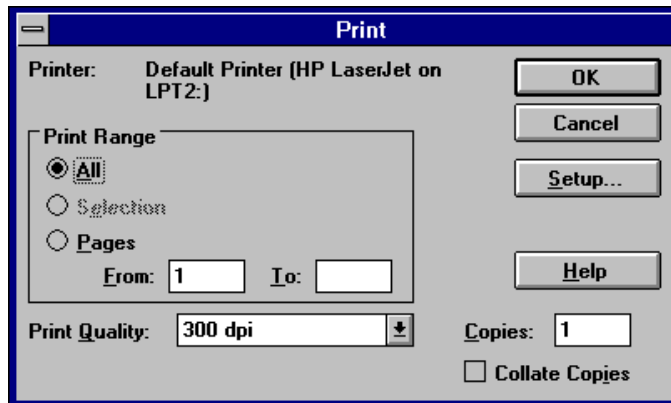 Print
Printer: Default Printer (HP LaserJet on
LPT2:)
OK
Cancel
Print Range
All
Setup...
Selection
Pages
From: 1 To:
Help
Print Quality: 300 dpi
Copies: 1
Collate Copies